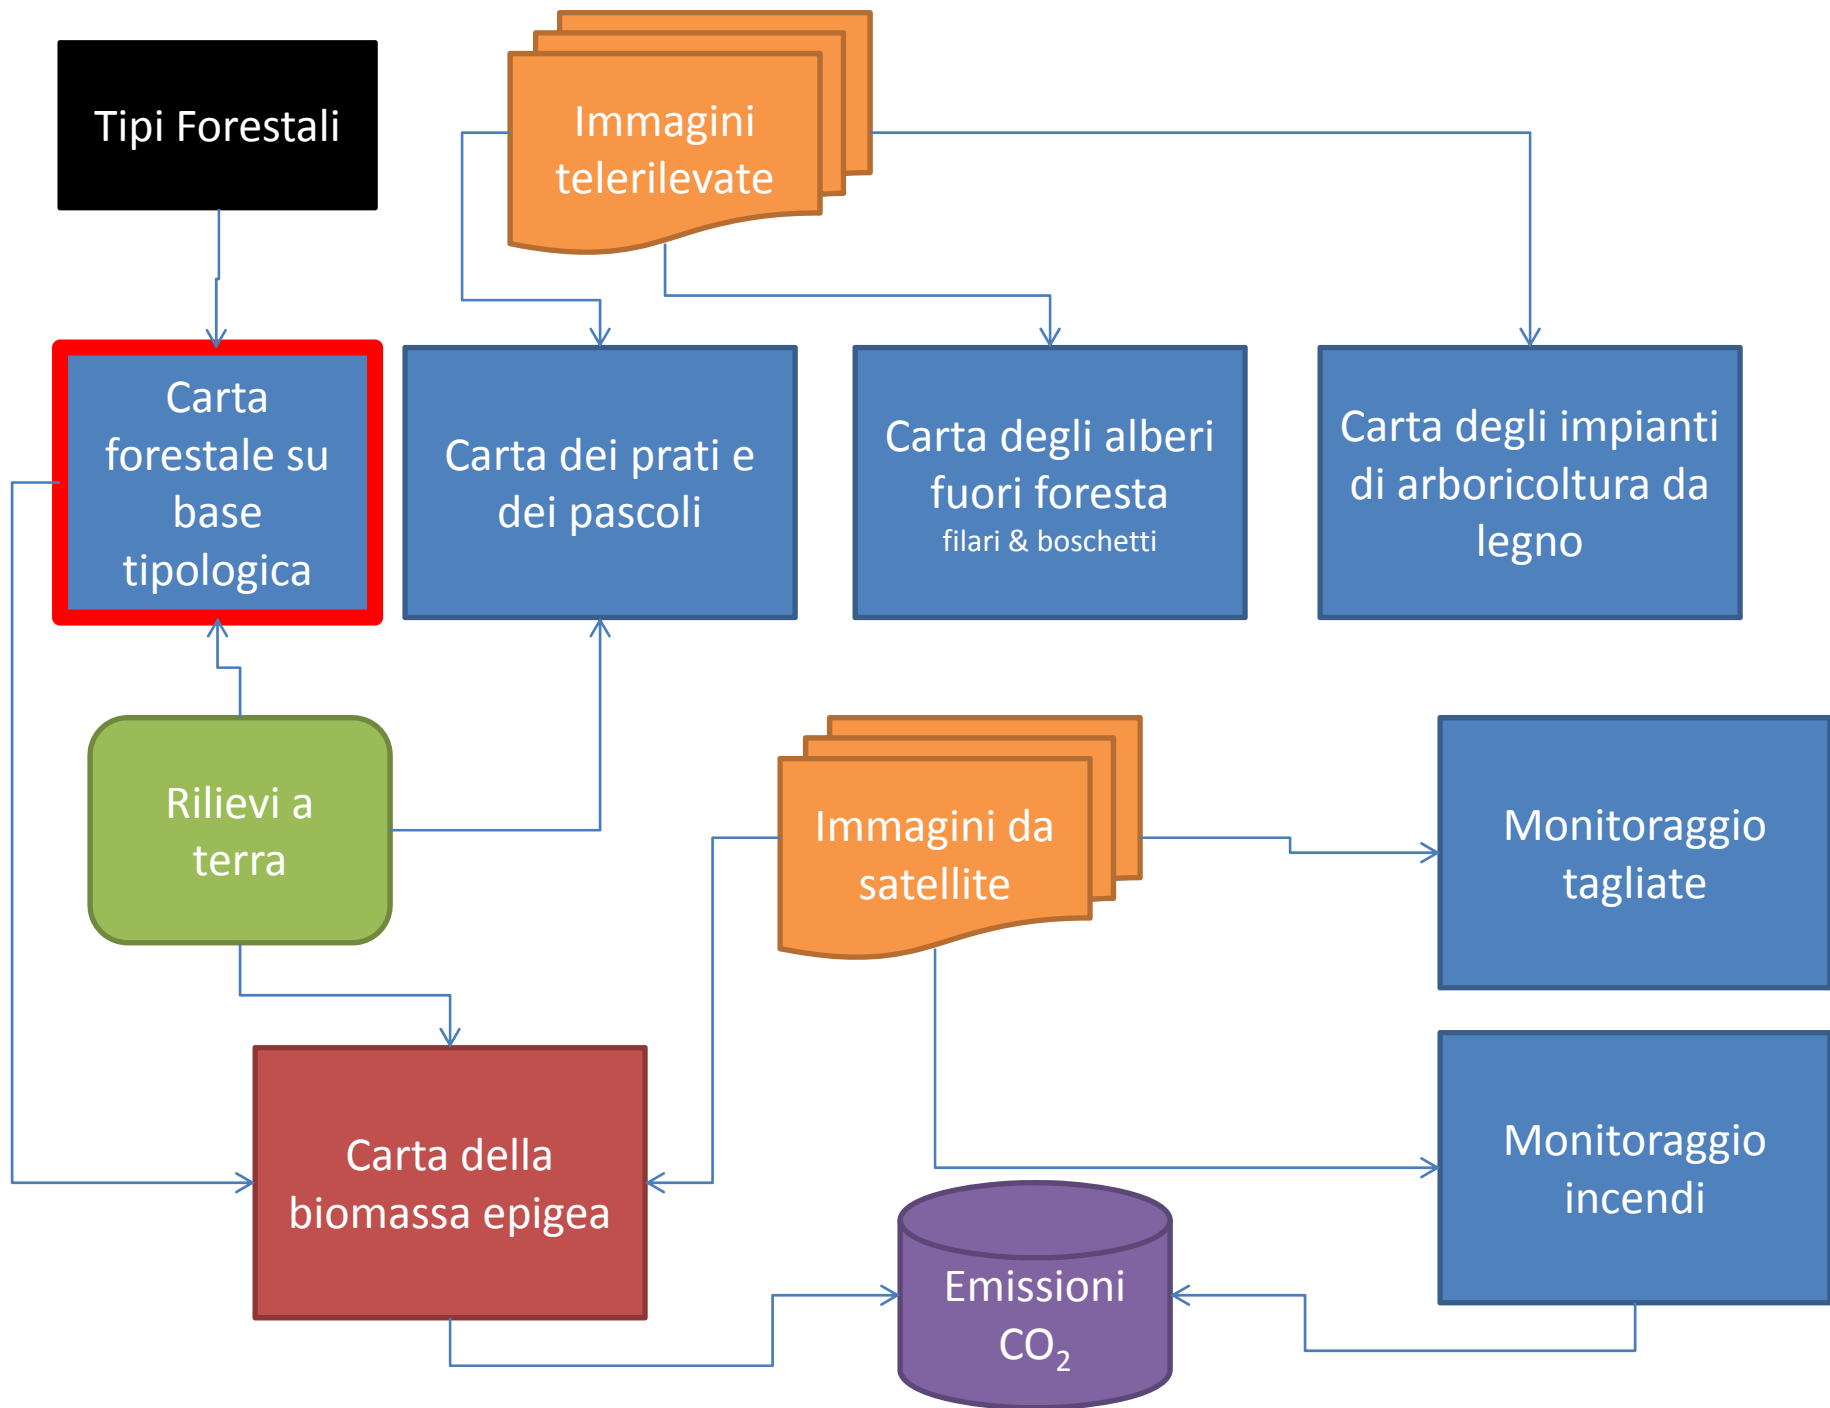 Tipi Forestali
Immagini
telerilevate
Carta
forestale su
base
tipologica
Carta dei prati e
dei pascoli
Carta degli alberi
fuori foresta
filari & boschetti
Carta degli impianti
di arboricoltura da
legno
Rilievi a
terra
Immagini da
satellite
Monitoraggio
tagliate
Carta della
biomassa epigea
Monitoraggio
incendi
Emissioni
CO₂